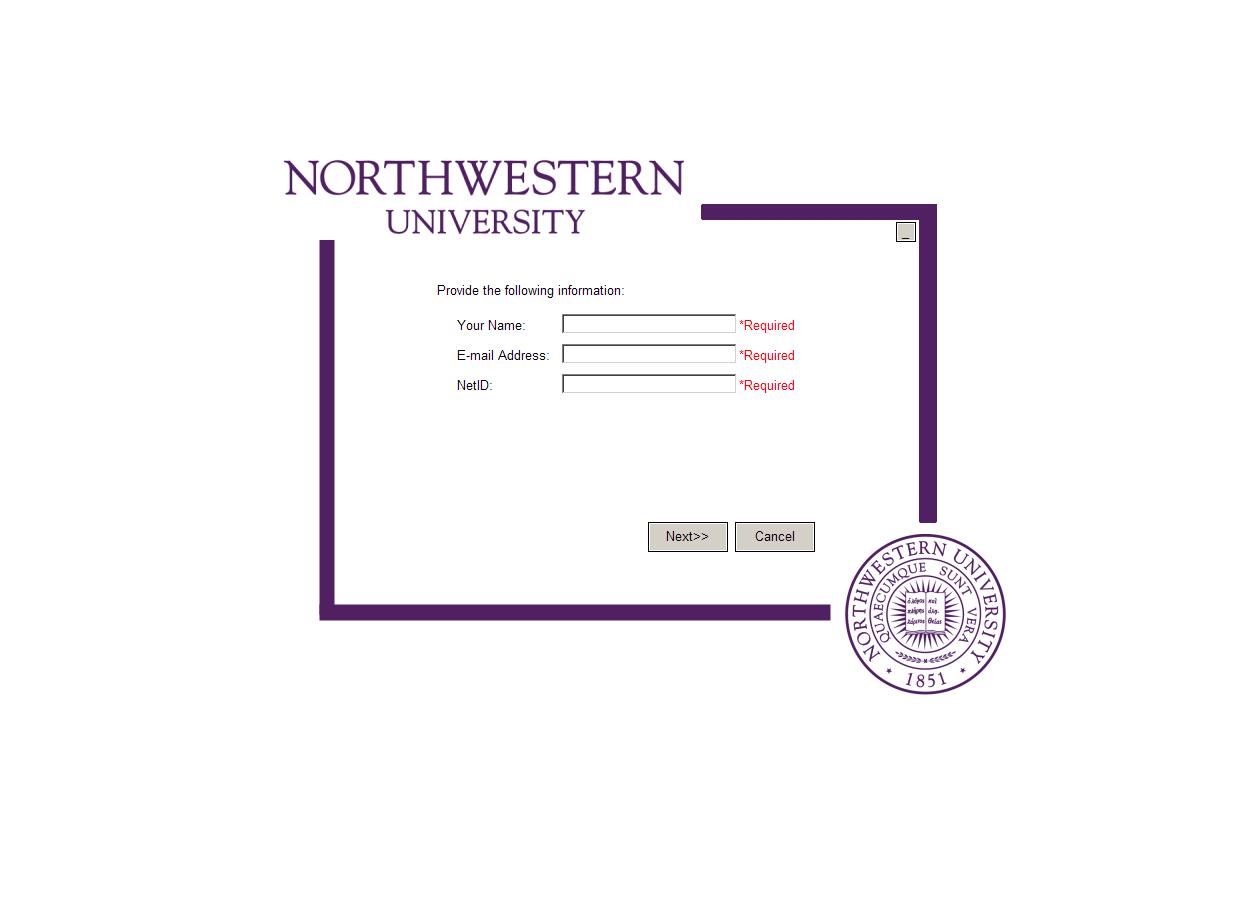 NORTHWESTERN
UNIVERSITY
_
Provide the following information:
Your Name: *Required
E-mail Address: *Required
NetID: *Required
Next>> Cancel
NORTHWESTERN UNIVERSITY
QUAECUMQUE SUNT VERA
1851